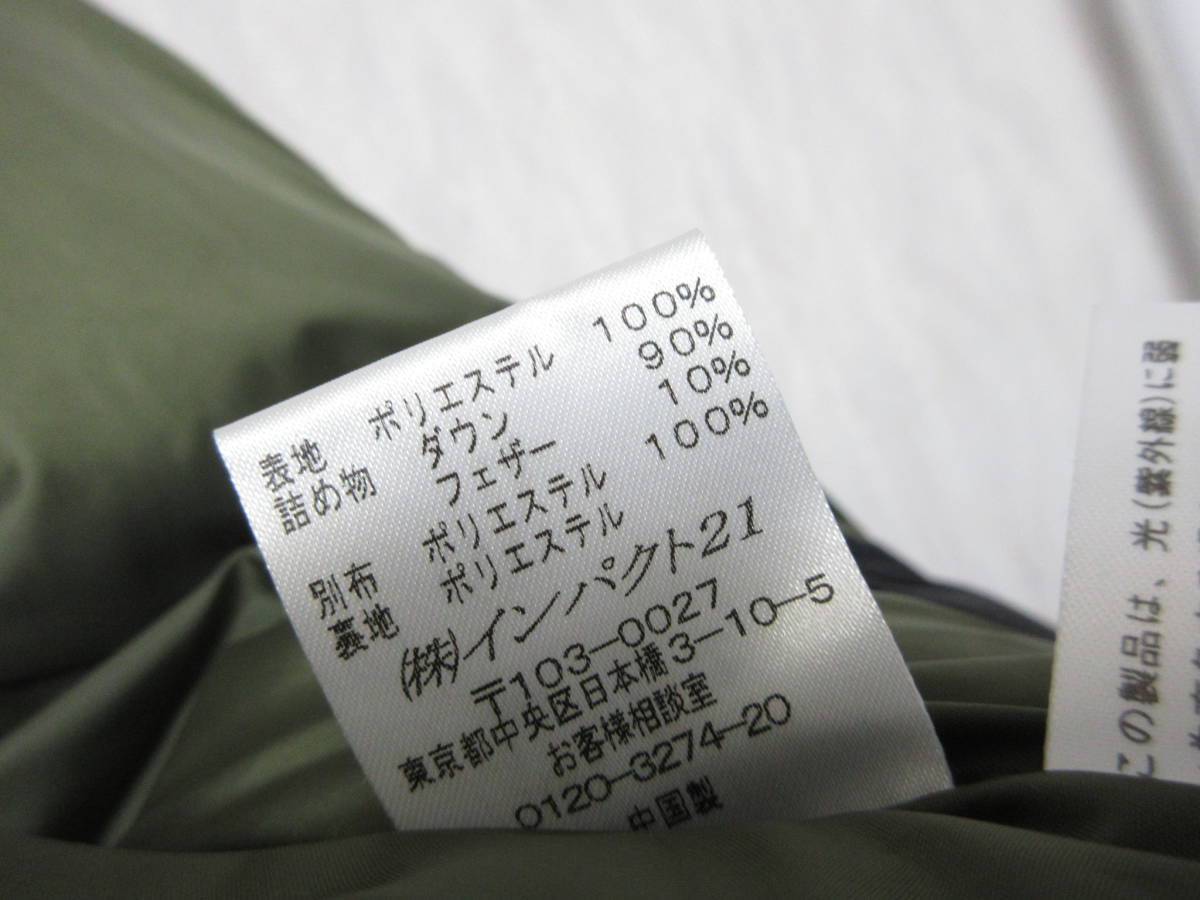 表地 ポリエステル 100%
詰め物 ダウン 90%
フェザー 10%
別布 ポリエステル 100%
裏地 ポリエステル
(株)インパクト21
〒103-0027
東京都中央区日本橋3-10-5
お客様相談室
0120-3274-20
中国製
この製品は、光(紫外線)に弱